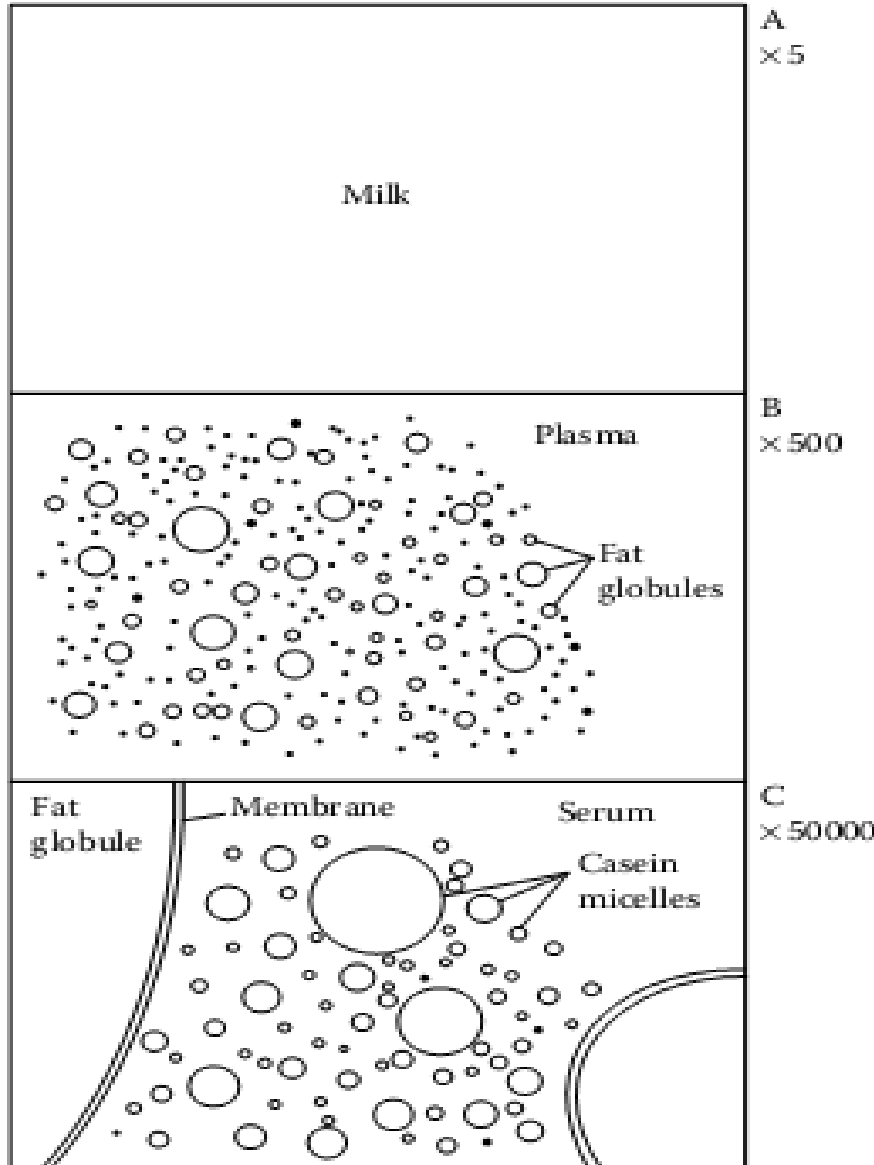 A
×5
Milk
B
×500
Plasma
Fat
globules
C
×50000
Fat
globule
Membrane
Serum
Casein
micelles